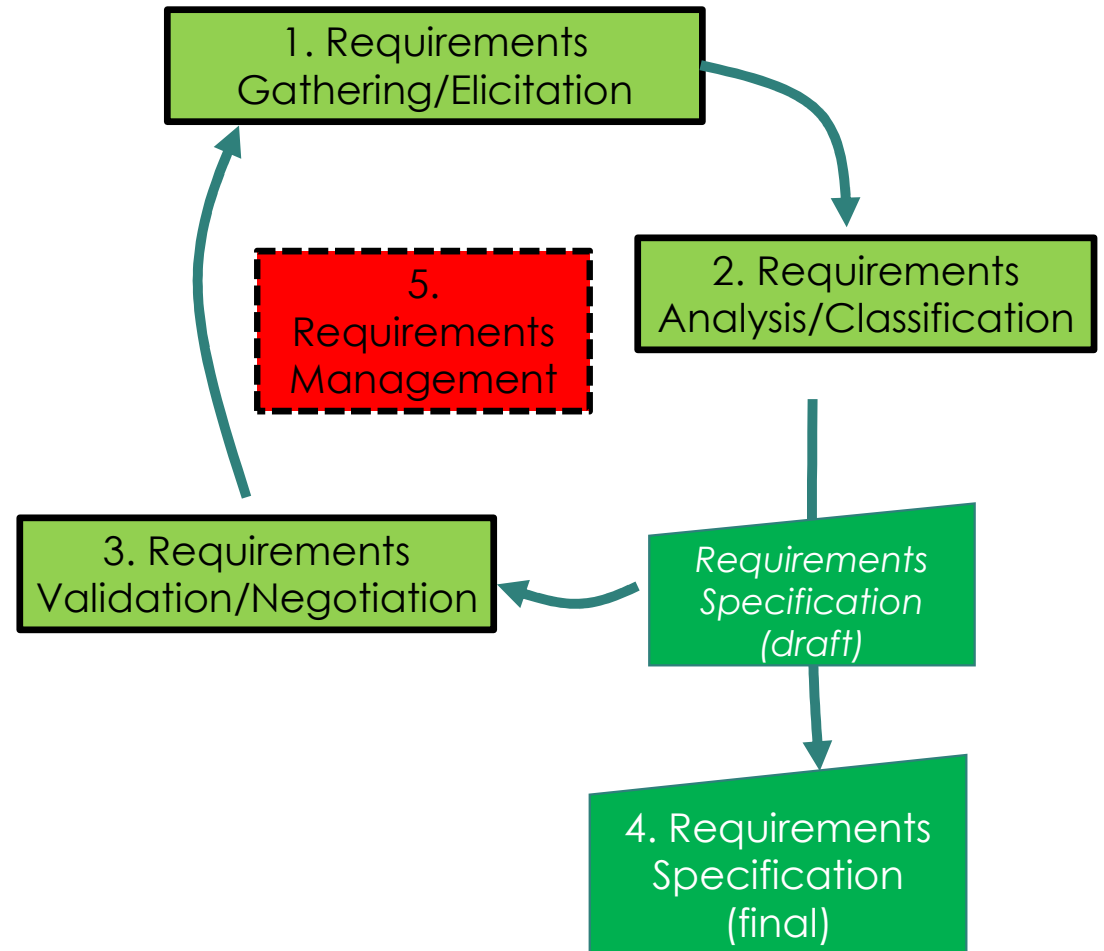 1. Requirements
Gathering/Elicitation
2. Requirements
Analysis/Classification
5.
Requirements
Management
3. Requirements
Validation/Negotiation
Requirements
Specification
(draft)
4. Requirements
Specification
(final)